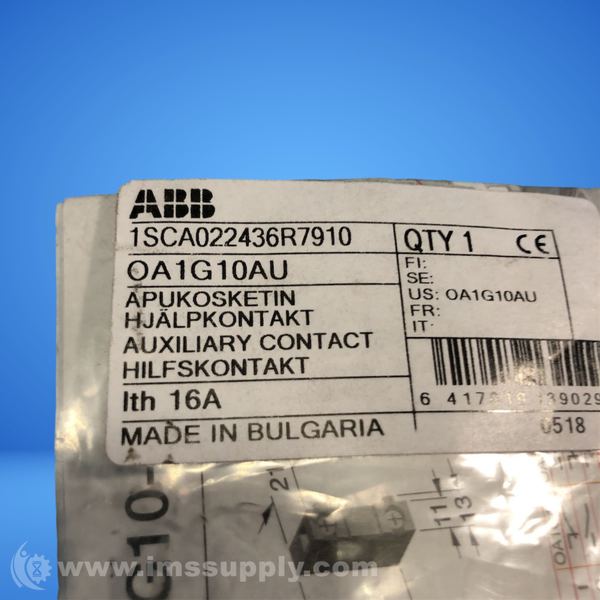 ABB
1SCA022436R7910
QTY 1 CE
OA1G10AU
FI:
SE:
US: OA1G10AU
FR:
IT:
APUKOSKETIN
HJÄLPKONTAKT
AUXILIARY CONTACT
HILFSKONTAKT
Ith 16A
MADE IN BULGARIA
0518
21
11
13
www.imssupply.com